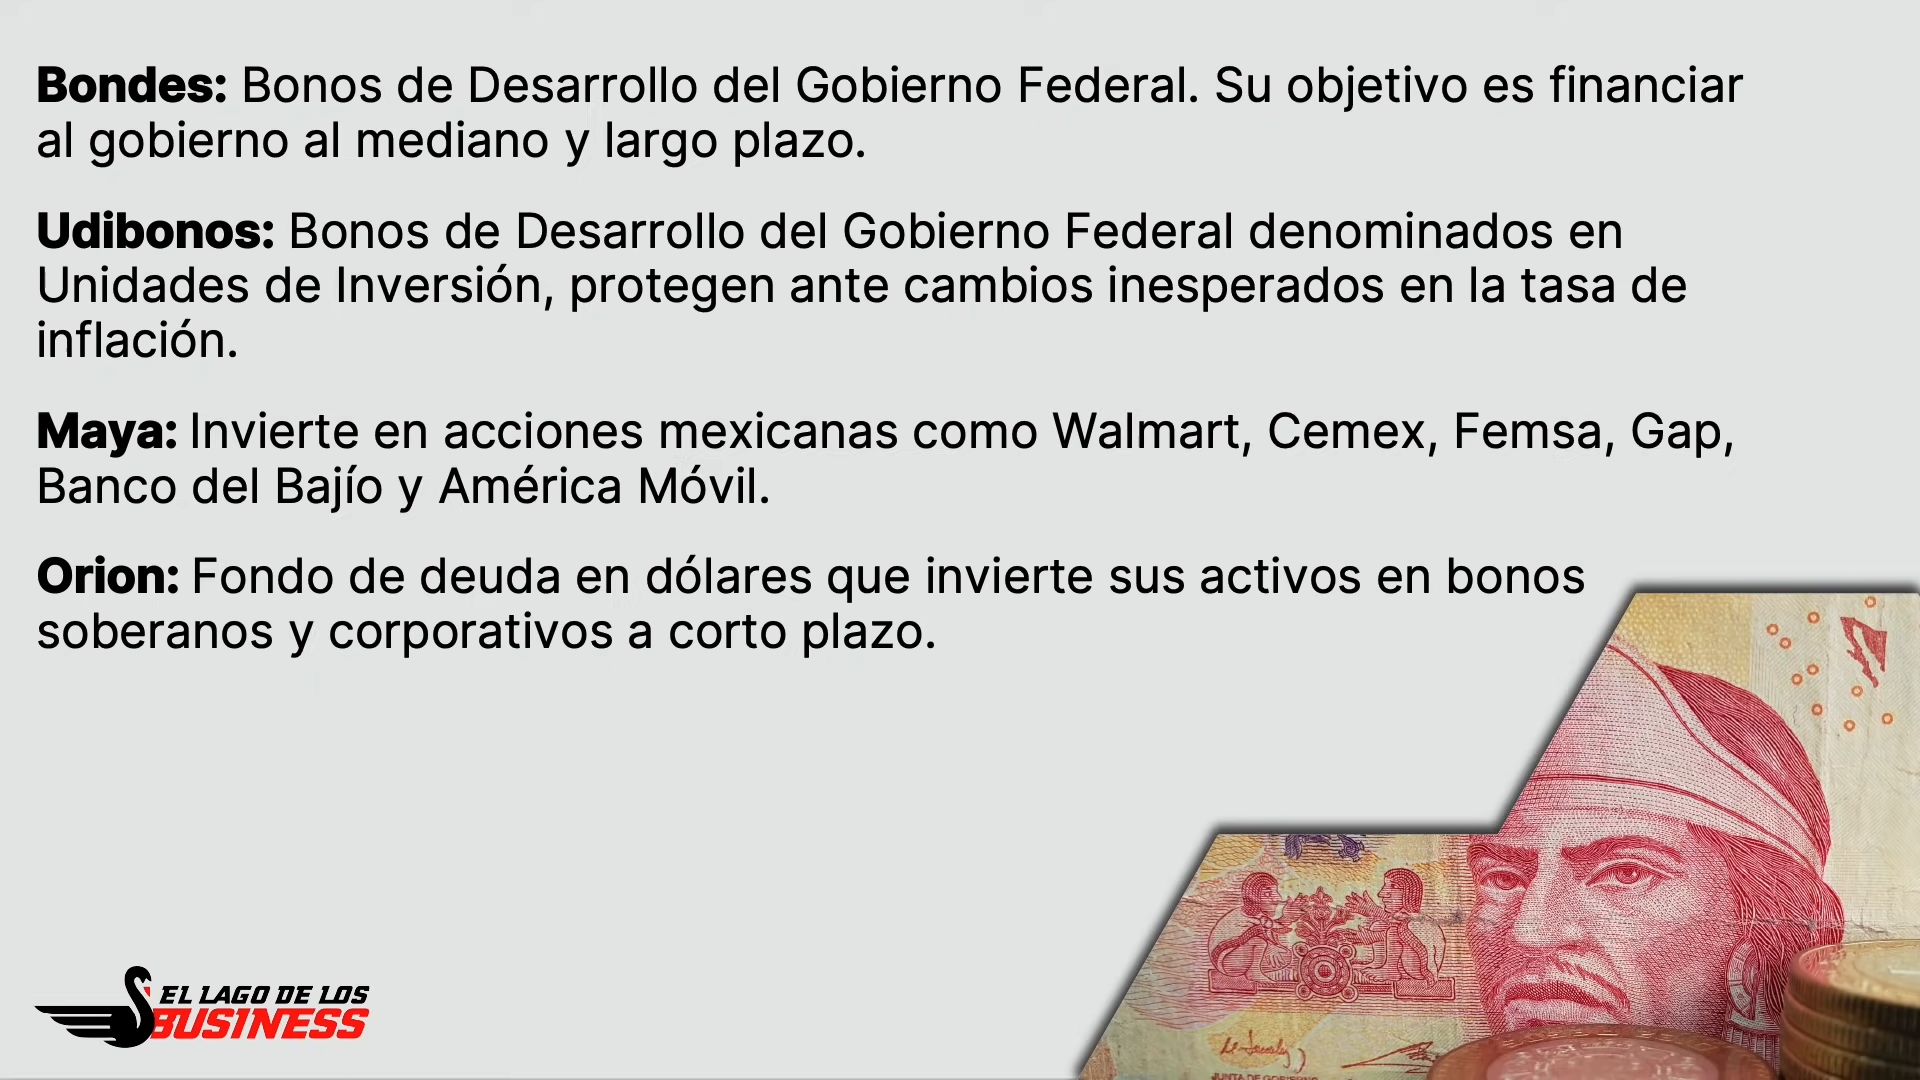 Bondes: Bonos de Desarrollo del Gobierno Federal. Su objetivo es financiar
al gobierno al mediano y largo plazo.
Udibonos: Bonos de Desarrollo del Gobierno Federal denominados en
Unidades de Inversión, protegen ante cambios inesperados en la tasa de
inflación.
Maya: Invierte en acciones mexicanas como Walmart, Cemex, Femsa, Gap,
Banco del Bajío y América Móvil.
Orion: Fondo de deuda en dólares que invierte sus activos en bonos
soberanos y corporativos a corto plazo.
EL LAGO DE LOS
BUSINESS
JUNTA DE GOBIERNO